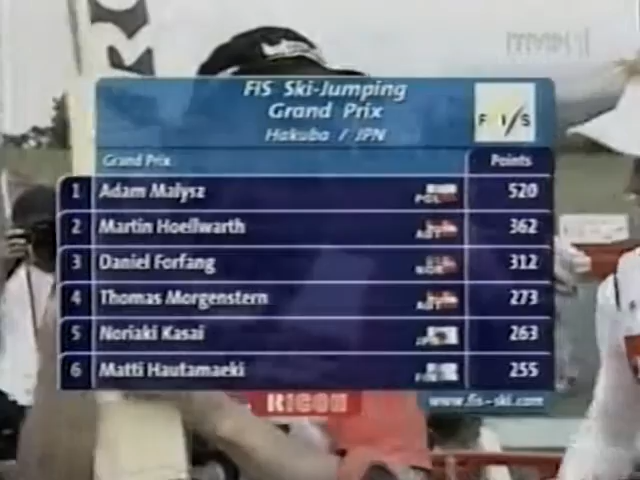 FIS Ski-Jumping
Grand Prix
Hakuba / JPN
FIS
Grand Prix Points
1 Adam Malysz POL 520
2 Martin Hoellwarth AUT 362
3 Daniel Forfang NOR 312
4 Thomas Morgenstern AUT 273
5 Noriaki Kasai JPN 263
6 Matti Hautamaeki FIN 255
RICOH www.fis-ski.com